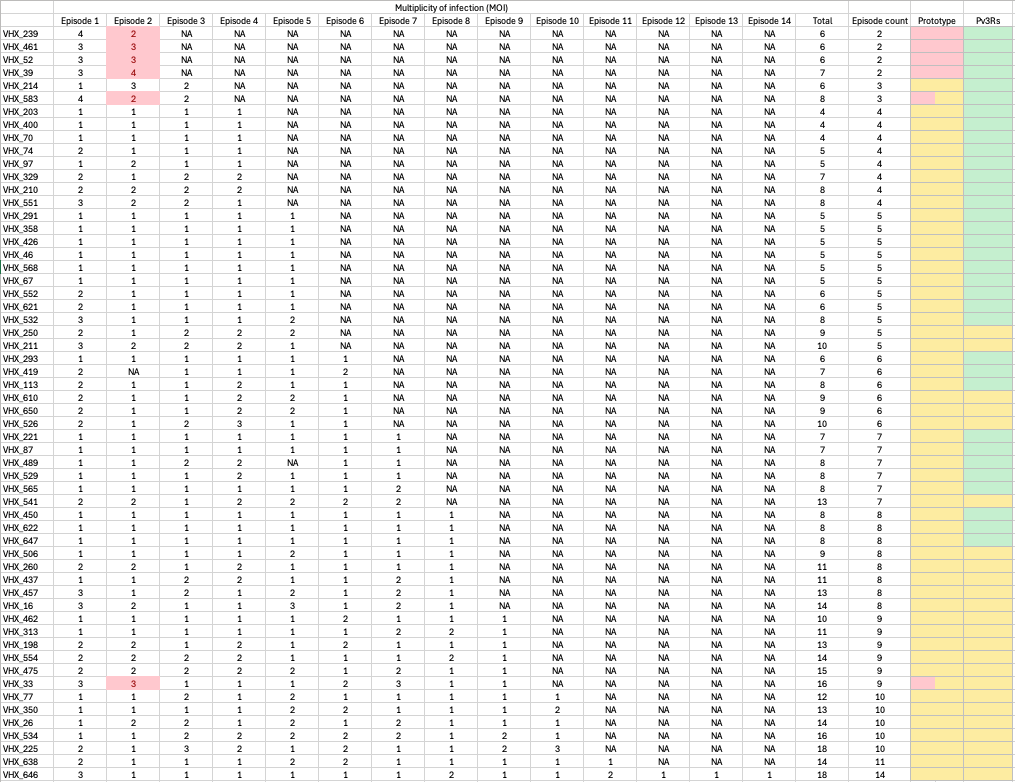 Multiplicity of infection (MOI)
Episode 1 Episode 2 Episode 3 Episode 4 Episode 5 Episode 6 Episode 7 Episode 8 Episode 9 Episode 10 Episode 11 Episode 12 Episode 13 Episode 14 Total Episode count Prototype Pv3Rs
VHX_239 4 2 NA NA NA NA NA NA NA NA NA NA NA NA 6 2
VHX_461 3 3 NA NA NA NA NA NA NA NA NA NA NA NA 6 2
VHX_52 3 3 NA NA NA NA NA NA NA NA NA NA NA NA 6 2
VHX_39 3 4 NA NA NA NA NA NA NA NA NA NA NA NA 7 2
VHX_214 1 3 2 NA NA NA NA NA NA NA NA NA NA NA 6 3
VHX_583 4 2 2 NA NA NA NA NA NA NA NA NA NA NA 8 3
VHX_203 1 1 1 1 NA NA NA NA NA NA NA NA NA NA 4 4
VHX_400 1 1 1 1 NA NA NA NA NA NA NA NA NA NA 4 4
VHX_70 1 1 1 1 NA NA NA NA NA NA NA NA NA NA 4 4
VHX_74 2 1 1 1 NA NA NA NA NA NA NA NA NA NA 5 4
VHX_97 1 2 1 1 NA NA NA NA NA NA NA NA NA NA 5 4
VHX_329 2 1 2 2 NA NA NA NA NA NA NA NA NA NA 7 4
VHX_210 2 2 2 2 NA NA NA NA NA NA NA NA NA NA 8 4
VHX_551 3 2 2 1 NA NA NA NA NA NA NA NA NA NA 8 4
VHX_291 1 1 1 1 1 NA NA NA NA NA NA NA NA NA 5 5
VHX_358 1 1 1 1 1 NA NA NA NA NA NA NA NA NA 5 5
VHX_426 1 1 1 1 1 NA NA NA NA NA NA NA NA NA 5 5
VHX_46 1 1 1 1 1 NA NA NA NA NA NA NA NA NA 5 5
VHX_568 1 1 1 1 1 NA NA NA NA NA NA NA NA NA 5 5
VHX_67 1 1 1 1 1 NA NA NA NA NA NA NA NA NA 5 5
VHX_552 2 1 1 1 1 NA NA NA NA NA NA NA NA NA 6 5
VHX_621 2 1 1 1 1 NA NA NA NA NA NA NA NA NA 6 5
VHX_532 3 1 1 1 2 NA NA NA NA NA NA NA NA NA 8 5
VHX_250 2 1 2 2 2 NA NA NA NA NA NA NA NA NA 9 5
VHX_211 3 2 2 2 1 NA NA NA NA NA NA NA NA NA 10 5
VHX_293 1 1 1 1 1 1 NA NA NA NA NA NA NA NA 6 6
VHX_419 2 NA 1 1 1 2 NA NA NA NA NA NA NA NA 7 6
VHX_113 2 1 1 2 1 1 NA NA NA NA NA NA NA NA 8 6
VHX_610 2 1 1 2 2 1 NA NA NA NA NA NA NA NA 9 6
VHX_650 2 1 1 2 2 1 NA NA NA NA NA NA NA NA 9 6
VHX_526 2 1 2 3 1 1 NA NA NA NA NA NA NA NA 10 6
VHX_221 1 1 1 1 1 1 1 NA NA NA NA NA NA NA 7 7
VHX_87 1 1 1 1 1 1 1 NA NA NA NA NA NA NA 7 7
VHX_489 1 1 2 2 NA 1 1 NA NA NA NA NA NA NA 8 7
VHX_529 1 1 1 2 1 1 1 NA NA NA NA NA NA NA 8 7
VHX_565 1 1 1 1 1 1 2 NA NA NA NA NA NA NA 8 7
VHX_541 2 2 1 2 2 2 2 NA NA NA NA NA NA NA 13 7
VHX_450 1 1 1 1 1 1 1 1 NA NA NA NA NA NA 8 8
VHX_622 1 1 1 1 1 1 1 1 NA NA NA NA NA NA 8 8
VHX_647 1 1 1 1 1 1 1 1 NA NA NA NA NA NA 8 8
VHX_506 1 1 1 1 2 1 1 1 NA NA NA NA NA NA 9 8
VHX_260 2 2 1 2 1 1 1 1 NA NA NA NA NA NA 11 8
VHX_437 1 1 2 2 1 1 2 1 NA NA NA NA NA NA 11 8
VHX_457 3 1 2 1 2 1 2 1 NA NA NA NA NA NA 13 8
VHX_16 3 2 1 1 3 1 2 1 NA NA NA NA NA NA 14 8
VHX_462 1 1 1 1 1 2 1 1 1 NA NA NA NA NA 10 9
VHX_313 1 1 1 1 1 1 2 2 1 NA NA NA NA NA 11 9
VHX_198 2 2 1 2 1 2 1 1 1 NA NA NA NA NA 13 9
VHX_554 2 2 2 2 1 1 1 2 1 NA NA NA NA NA 14 9
VHX_475 2 2 2 2 2 1 2 1 1 NA NA NA NA NA 15 9
VHX_33 3 3 1 1 1 2 3 1 1 NA NA NA NA NA 16 9
VHX_77 1 1 2 1 2 1 1 1 1 1 NA NA NA NA 12 10
VHX_350 1 1 1 1 2 2 1 1 1 2 NA NA NA NA 13 10
VHX_26 1 2 2 1 2 1 2 1 1 1 NA NA NA NA 14 10
VHX_534 1 1 2 2 2 2 2 1 2 1 NA NA NA NA 16 10
VHX_225 2 1 3 2 1 2 1 1 2 3 NA NA NA NA 18 10
VHX_638 2 1 1 1 2 2 1 1 1 1 1 NA NA NA 14 11
VHX_646 3 1 1 1 1 1 1 2 1 1 2 1 1 1 18 14